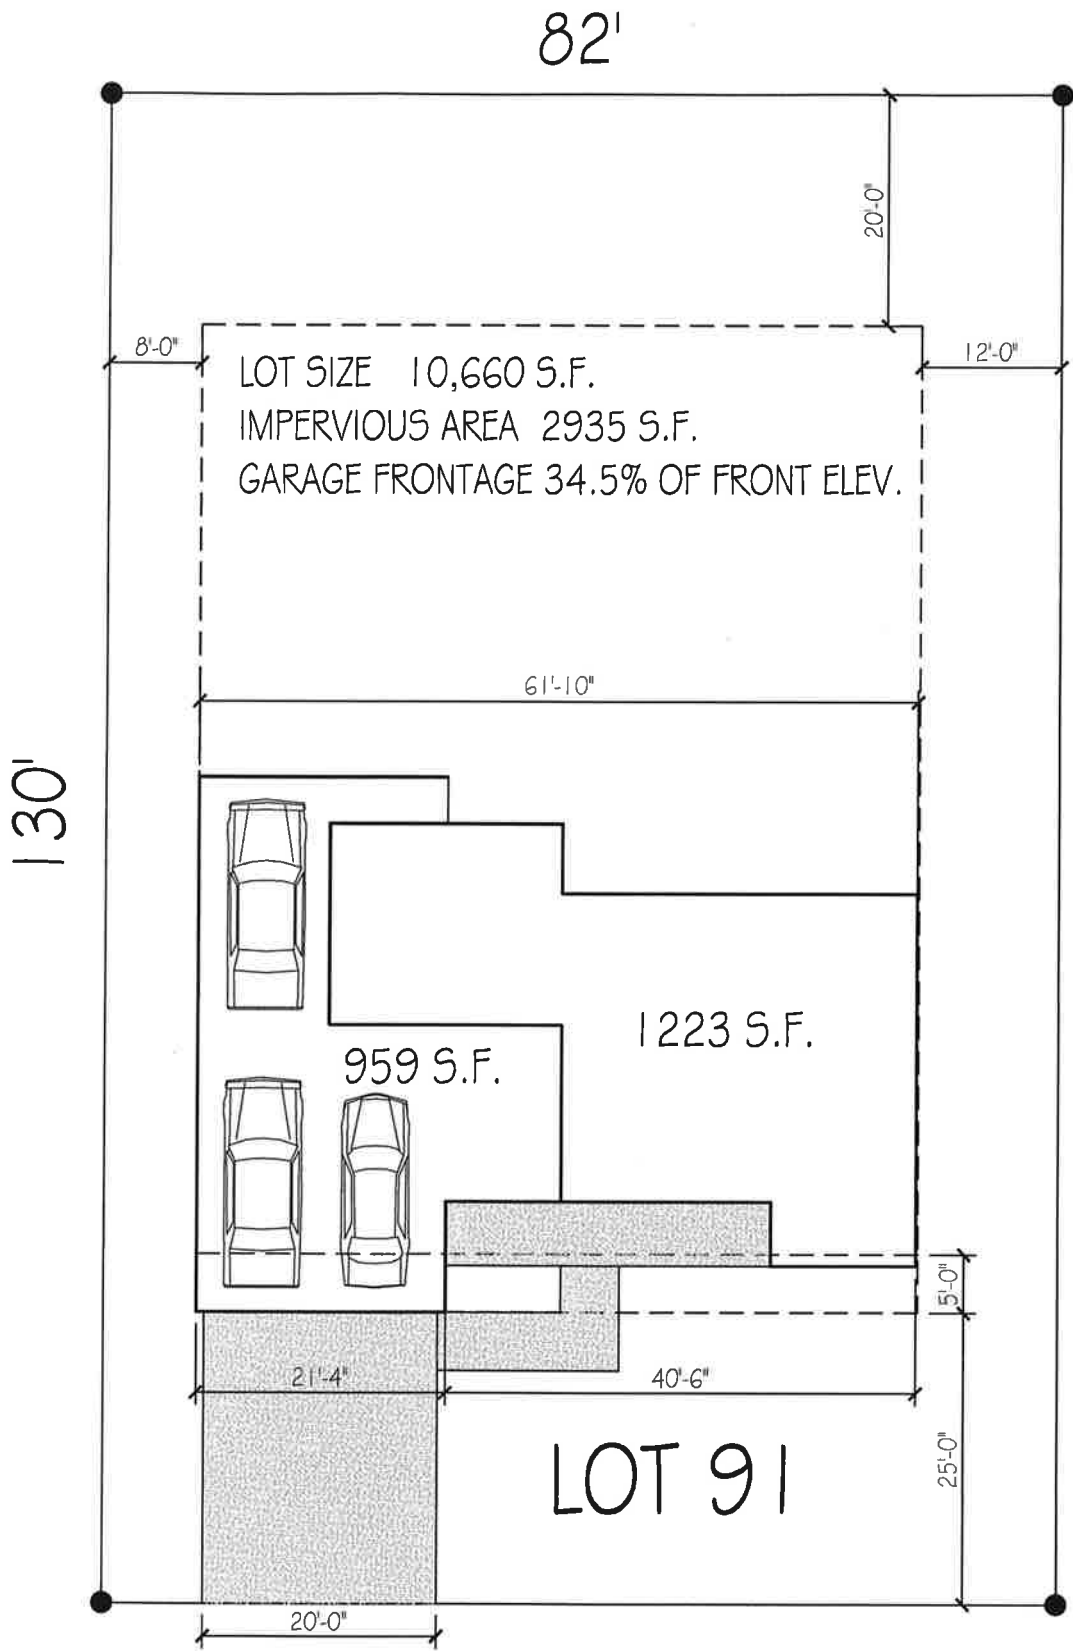 82'
20'-0"
8'-0"
12'-0"
LOT SIZE 10,660 S.F.
IMPERVIOUS AREA 2935 S.F.
GARAGE FRONTAGE 34.5% OF FRONT ELEV.
61'-10"
130'
1223 S.F.
959 S.F.
5'-0"
21'-4"
40'-6"
25'-0"
LOT 91
20'-0"